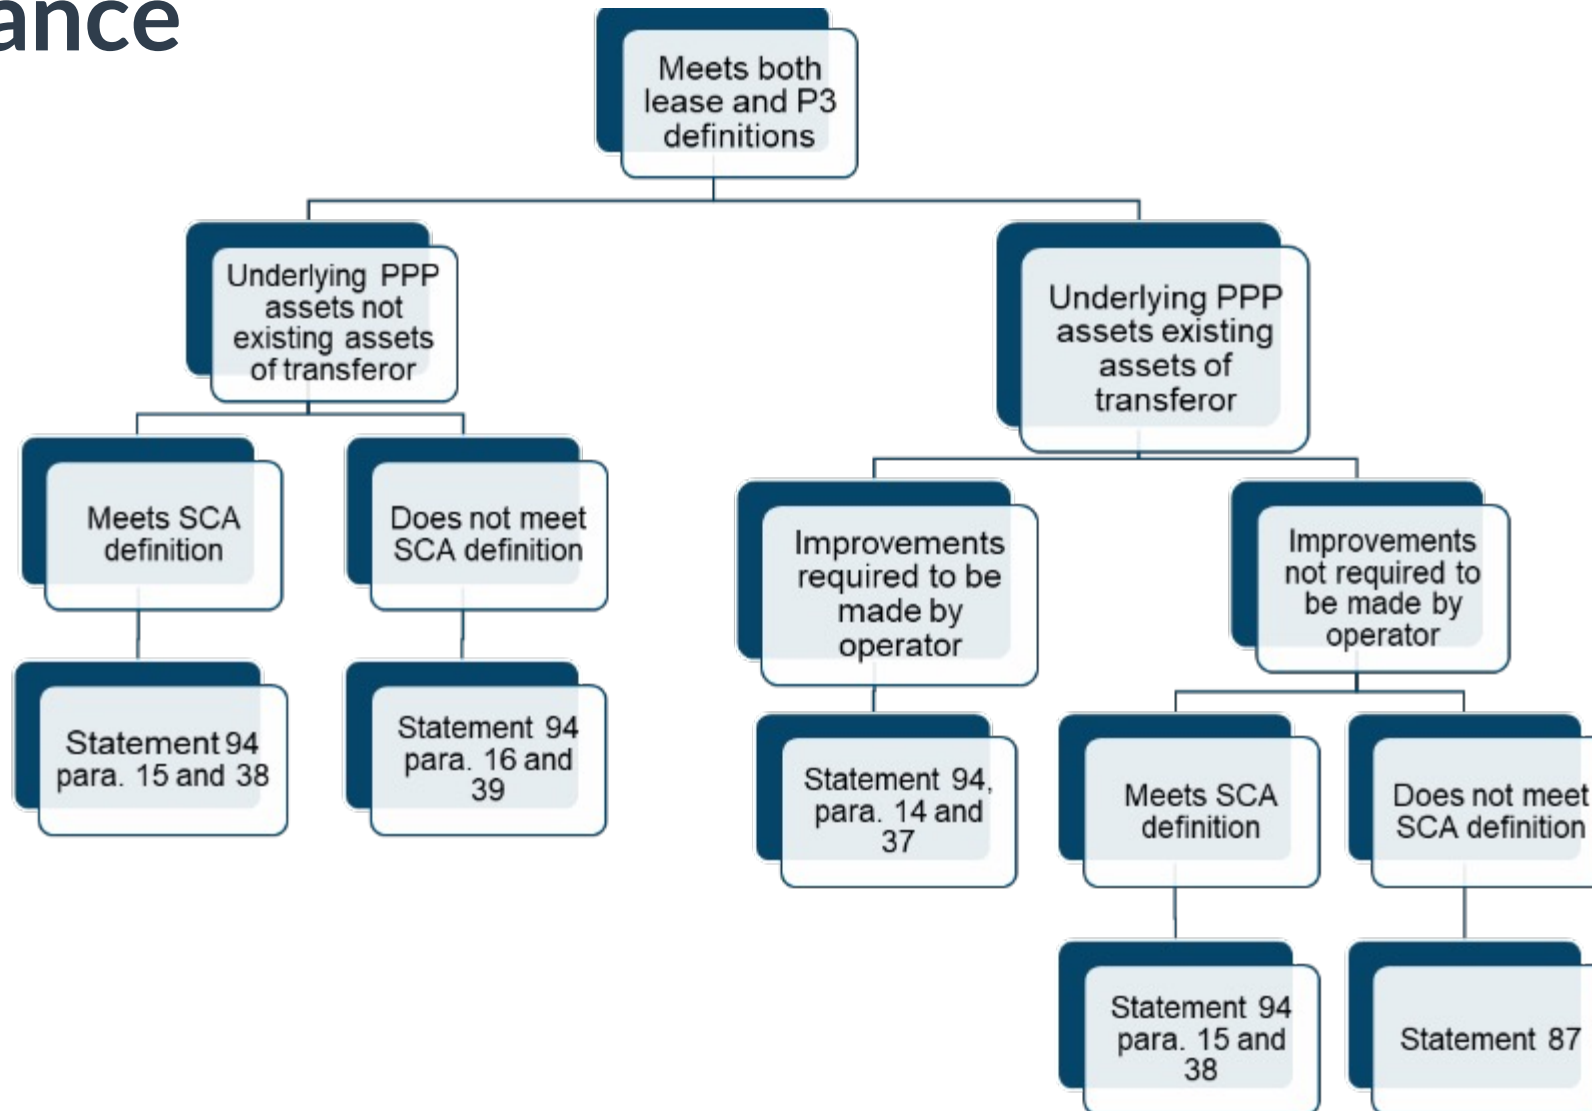 ance
Meets both
lease and P3
definitions
Underlying PPP
assets not
existing assets
of transferor
Underlying PPP
assets existing
assets of
transferor
Meets SCA
definition
Does not meet
SCA definition
Improvements
required to be
made by
operator
Improvements
not required to
be made by
operator
Statement 94
para. 15 and 38
Statement 94
para. 16 and
39
Statement 94,
para. 14 and
37
Meets SCA
definition
Does not meet
SCA definition
Statement 94
para. 15 and
38
Statement 87